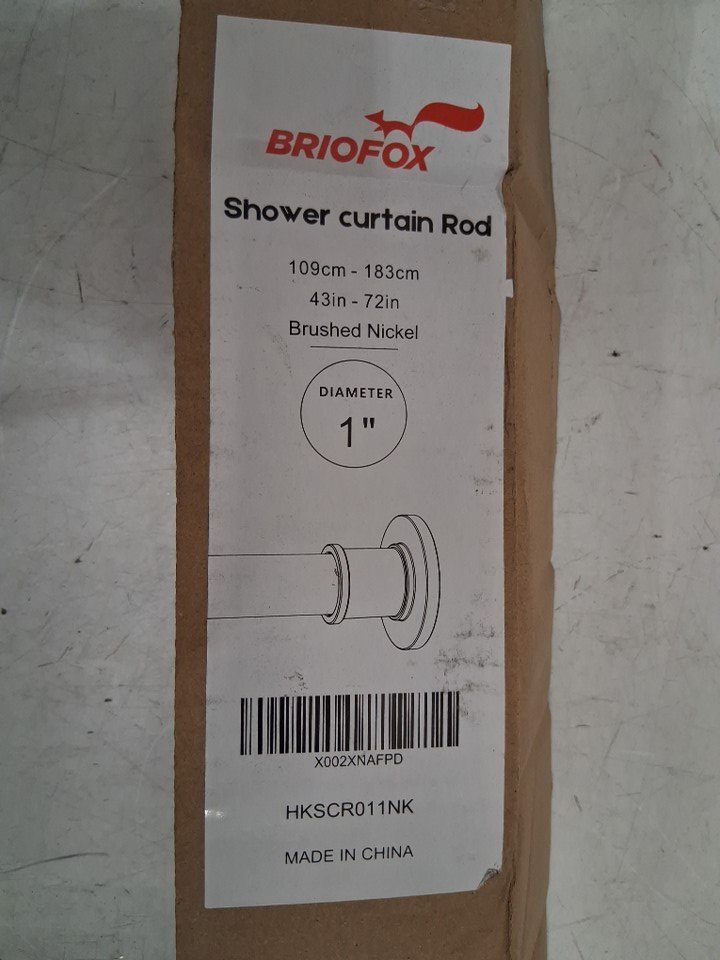 BRIOFOX
Shower curtain Rod
109cm - 183cm
43in - 72in
Brushed Nickel
DIAMETER
1"
X002XNAFPD
HKSCR011NK
MADE IN CHINA